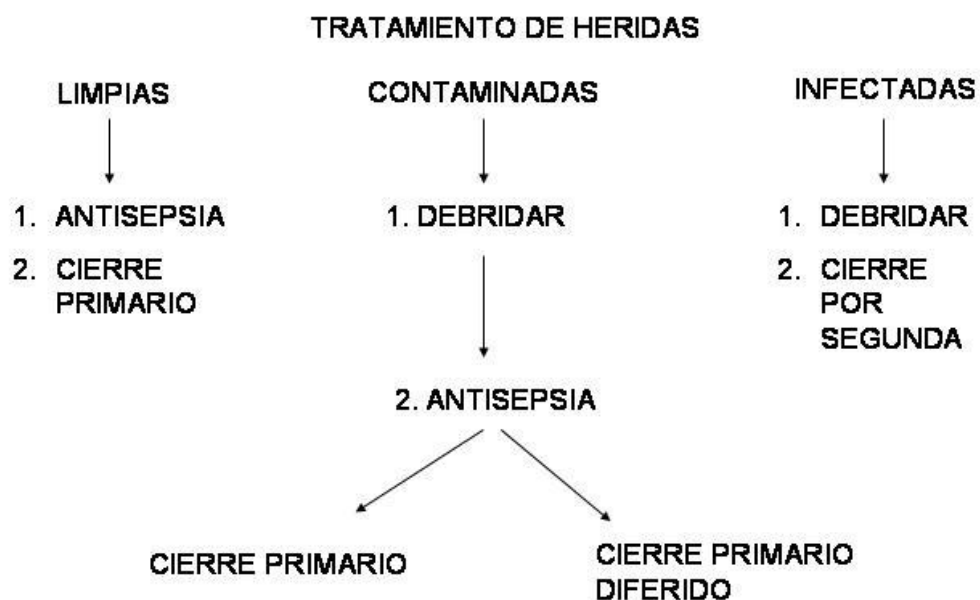 TRATAMIENTO DE HERIDAS
LIMPIAS
1. ANTISEPSIA
2. CIERRE
PRIMARIO
CONTAMINADAS
1. DEBRIDAR
2. ANTISEPSIA
CIERRE PRIMARIO
CIERRE PRIMARIO
DIFERIDO
INFECTADAS
1. DEBRIDAR
2. CIERRE
POR
SEGUNDA